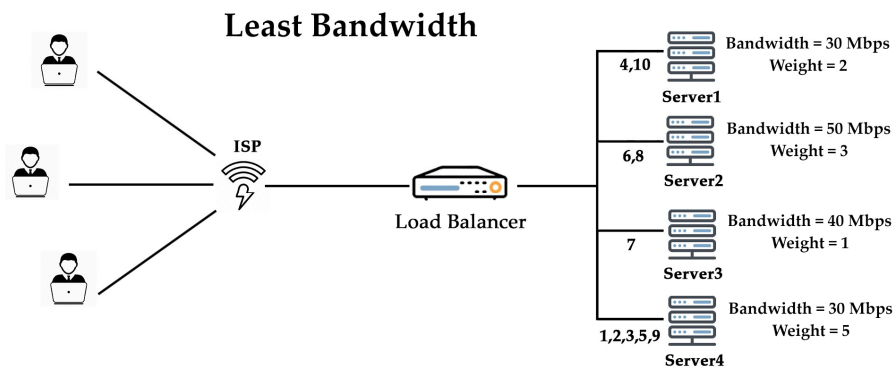 Least Bandwidth
ISP
Load Balancer
4,10
Server1
Bandwidth = 30 Mbps
Weight = 2
6,8
Server2
Bandwidth = 50 Mbps
Weight = 3
7
Server3
Bandwidth = 40 Mbps
Weight = 1
1,2,3,5,9
Server4
Bandwidth = 30 Mbps
Weight = 5